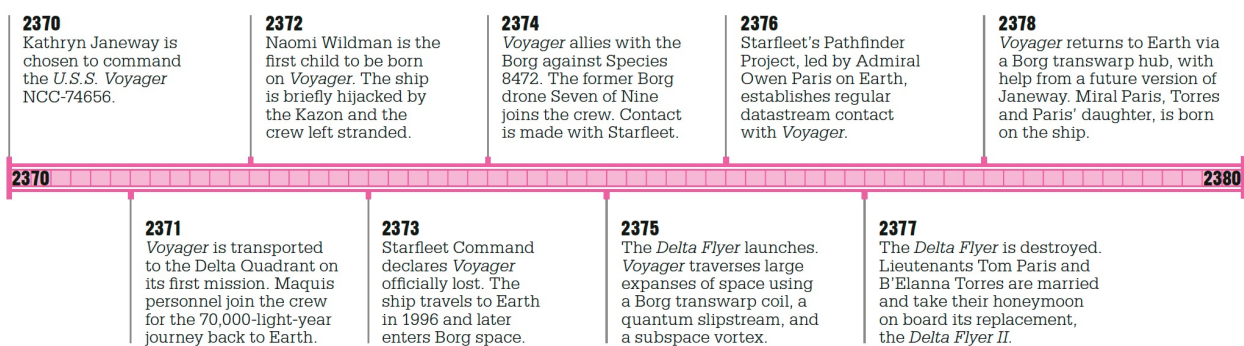 2370
Kathryn Janeway is
chosen to command
the U.S.S. Voyager
NCC-74656.
2372
Naomi Wildman is the
first child to be born
on Voyager. The ship
is briefly hijacked by
the Kazon and the
crew left stranded.
2374
Voyager allies with the
Borg against Species
8472. The former Borg
drone Seven of Nine
joins the crew. Contact
is made with Starfleet.
2376
Starfleet's Pathfinder
Project, led by Admiral
Owen Paris on Earth,
establishes regular
datastream contact
with Voyager.
2378
Voyager returns to Earth via
a Borg transwarp hub, with
help from a future version of
Janeway. Miral Paris, Torres
and Paris' daughter, is born
on the ship.
2370
2380
2371
Voyager is transported
to the Delta Quadrant on
its first mission. Maquis
personnel join the crew
for the 70,000-light-year
journey back to Earth.
2373
Starfleet Command
declares Voyager
officially lost. The
ship travels to Earth
in 1996 and later
enters Borg space.
2375
The Delta Flyer launches.
Voyager traverses large
expanses of space using
a Borg transwarp coil, a
quantum slipstream, and
a subspace vortex.
2377
The Delta Flyer is destroyed.
Lieutenants Tom Paris and
B'Elanna Torres are married
and take their honeymoon
on board its replacement,
the Delta Flyer II.